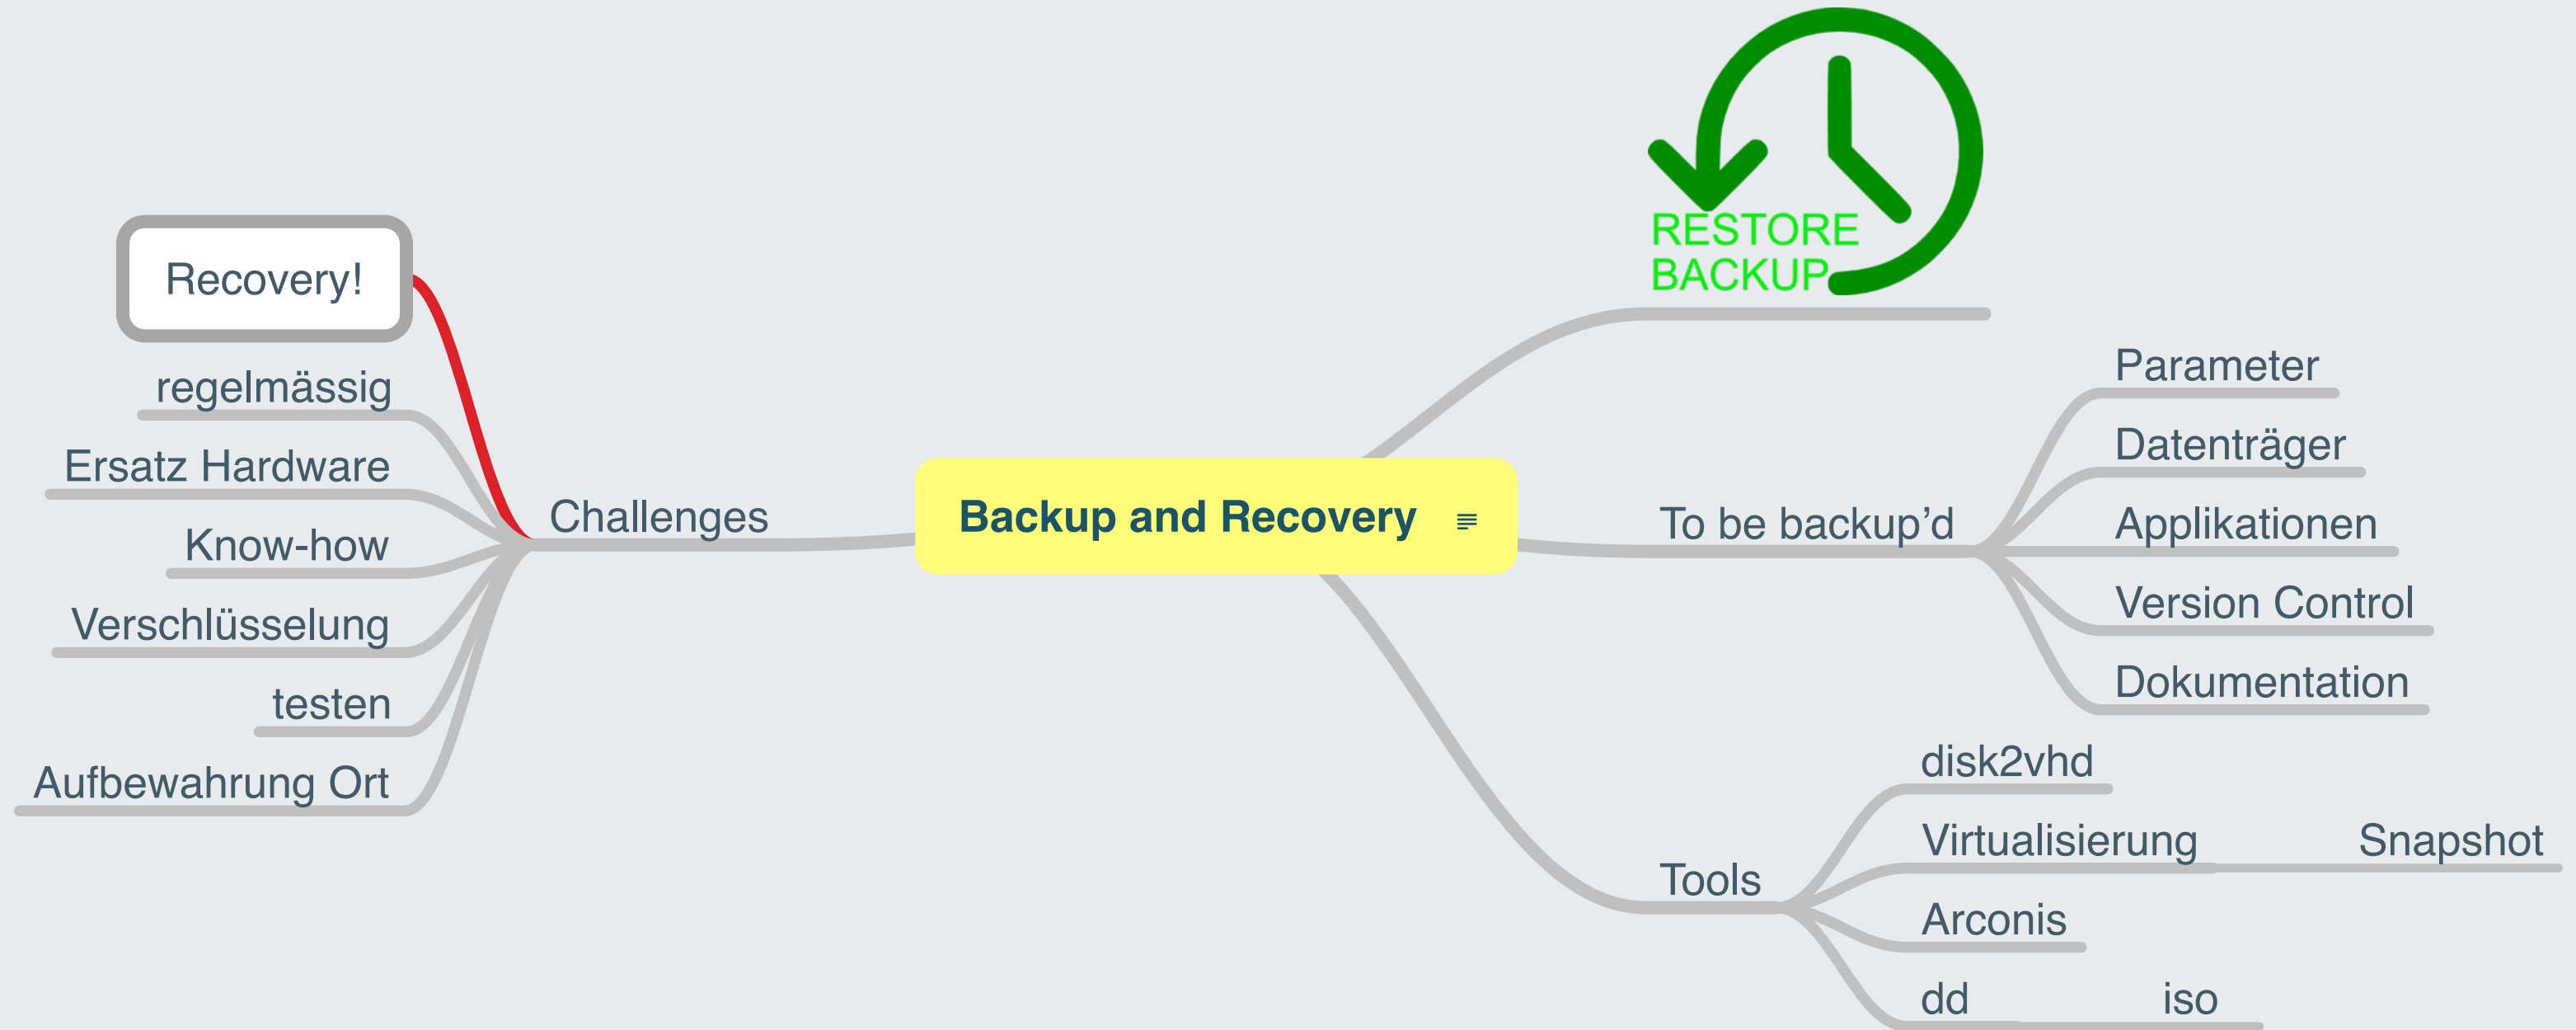 RESTORE
BACKUP
Recovery!
regelmässig
Ersatz Hardware
Know-how
Verschlüsselung
testen
Aufbewahrung Ort
Challenges
Backup and Recovery
To be backup’d
Parameter
Datenträger
Applikationen
Version Control
Dokumentation
Tools
disk2vhd
Virtualisierung
Snapshot
Arconis
dd
iso